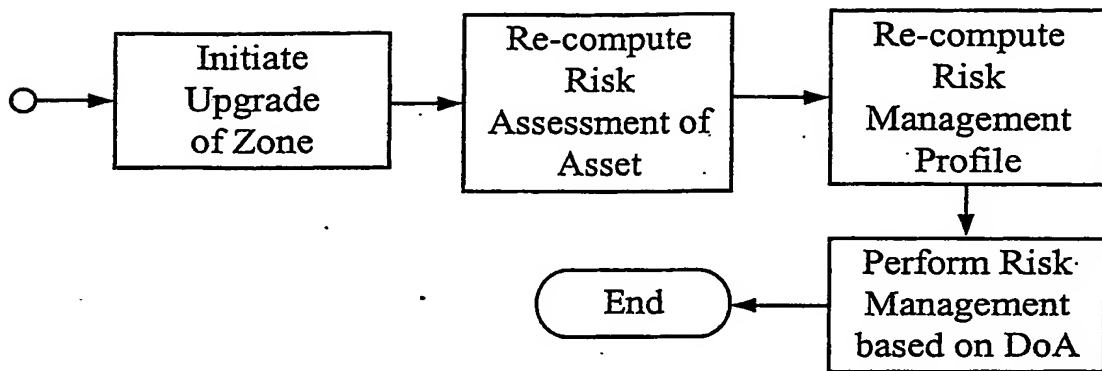 Initiate
Upgrade
of Zone
Re-compute
Risk
Assessment of
Asset
Re-compute
Risk
Management
Profile
Perform Risk
Management
based on DoA
End